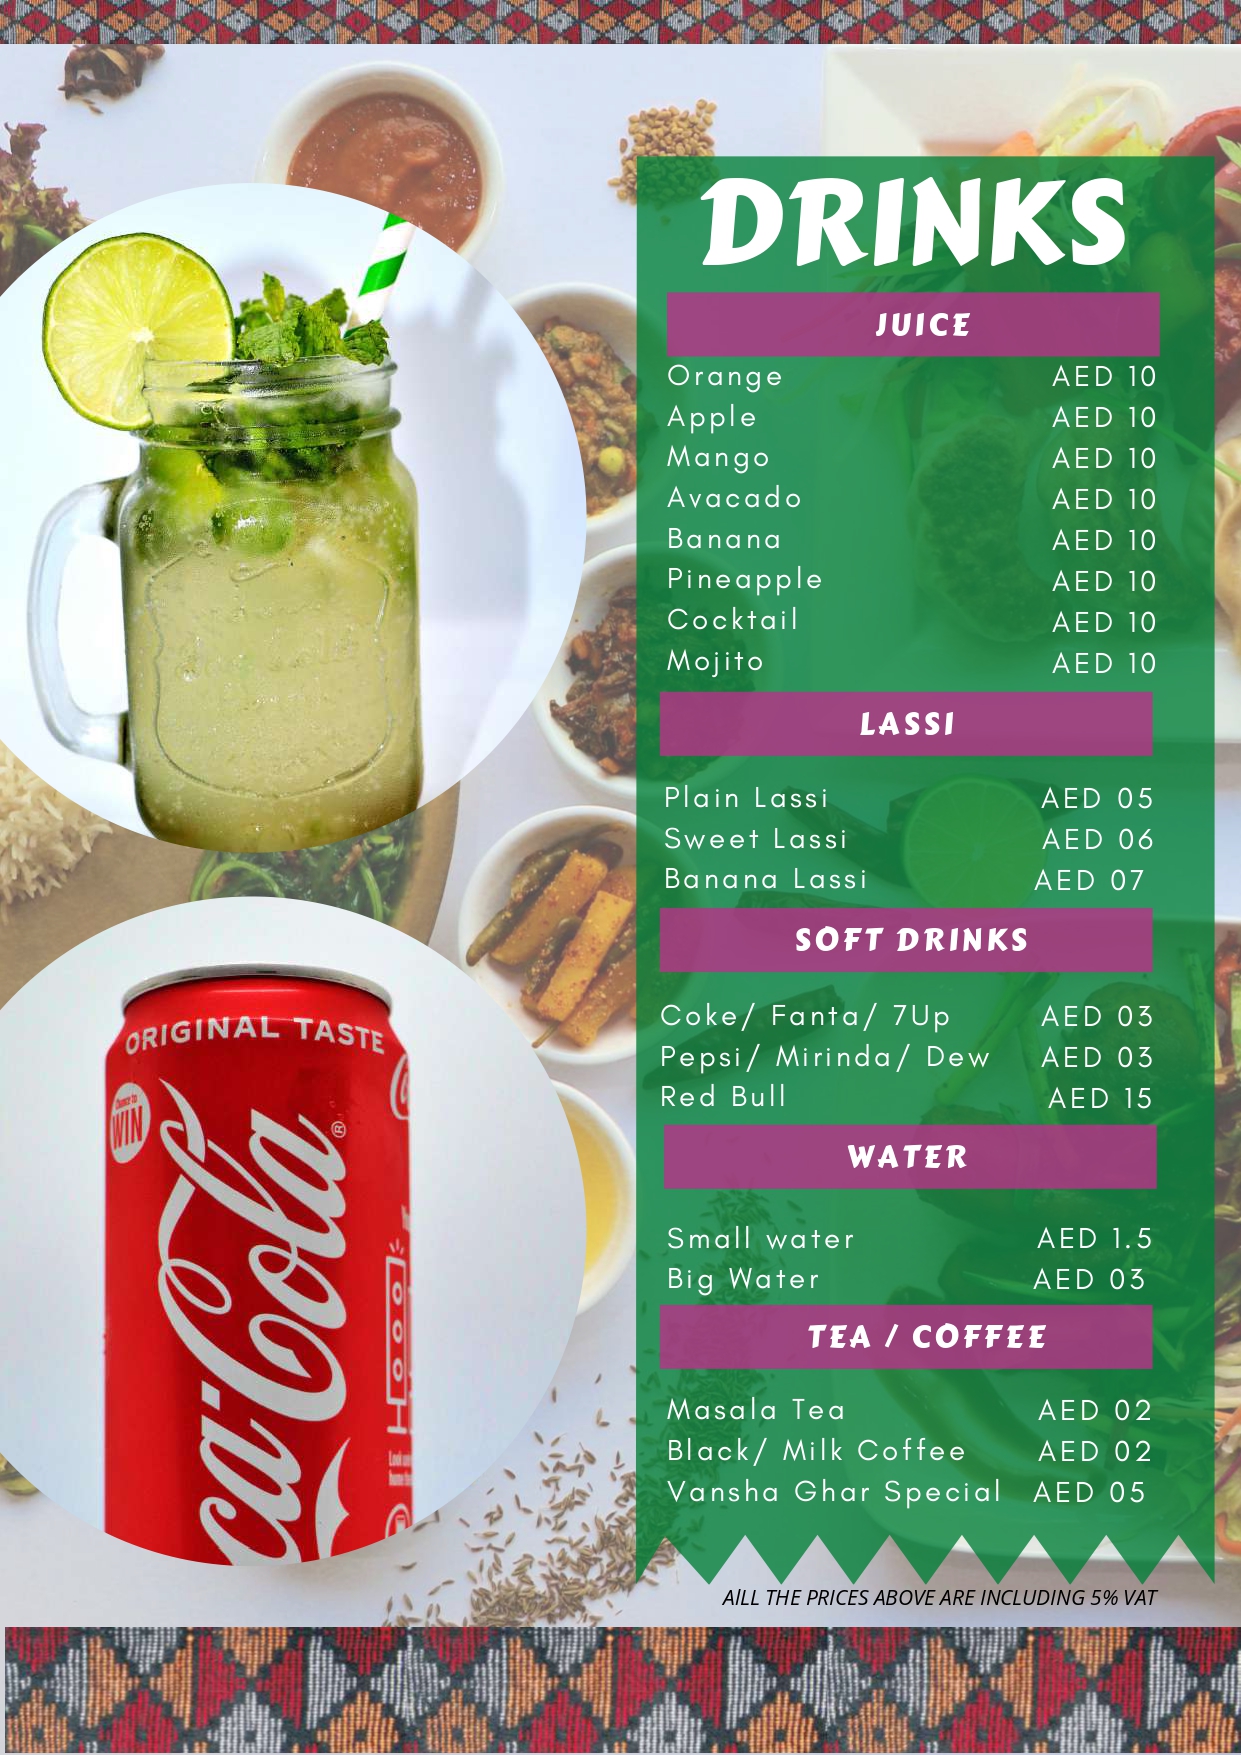 DRINKS
JUICE
Orange AED 10
Apple AED 10
Mango AED 10
Avacado AED 10
Banana AED 10
Pineapple AED 10
Cocktail AED 10
Mojito AED 10
LASSI
Plain Lassi AED 05
Sweet Lassi AED 06
Banana Lassi AED 07
SOFT DRINKS
Coke/ Fanta/ 7Up AED 03
Pepsi/ Mirinda/ Dew AED 03
Red Bull AED 15
WATER
Small water AED 1.5
Big Water AED 03
TEA / COFFEE
Masala Tea AED 02
Black/ Milk Coffee AED 02
Vansha Ghar Special AED 05
AlLL THE PRICES ABOVE ARE INCLUDING 5% VAT
ORIGINAL TASTE
Chance to
WIN
ca-Cola®